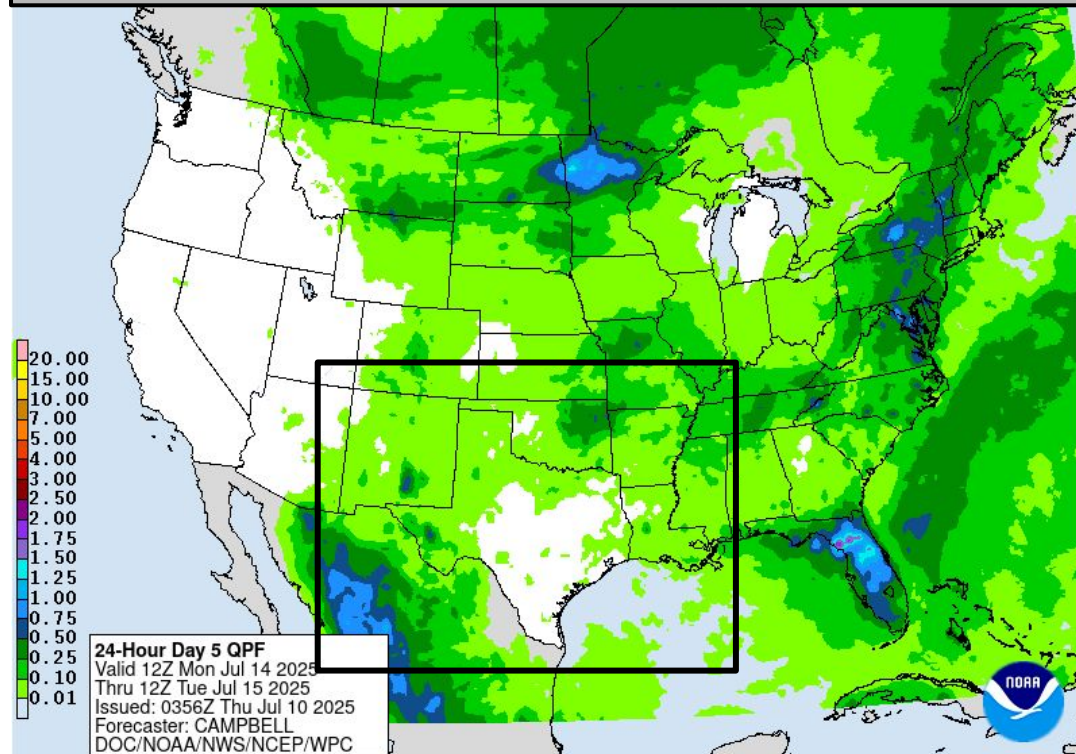 20.00
15.00
10.00
7.00
5.00
4.00
3.00
2.50
2.00
1.75
1.50
1.25
1.00
0.75
0.50
0.25
0.10
0.01
24-Hour Day 5 QPF
Valid 12Z Mon Jul 14 2025
Thru 12Z Tue Jul 15 2025
Issued: 0356Z Thu Jul 10 2025
Forecaster: CAMPBELL
DOC/NOAA/NWS/NCEP/WPC
NOAA